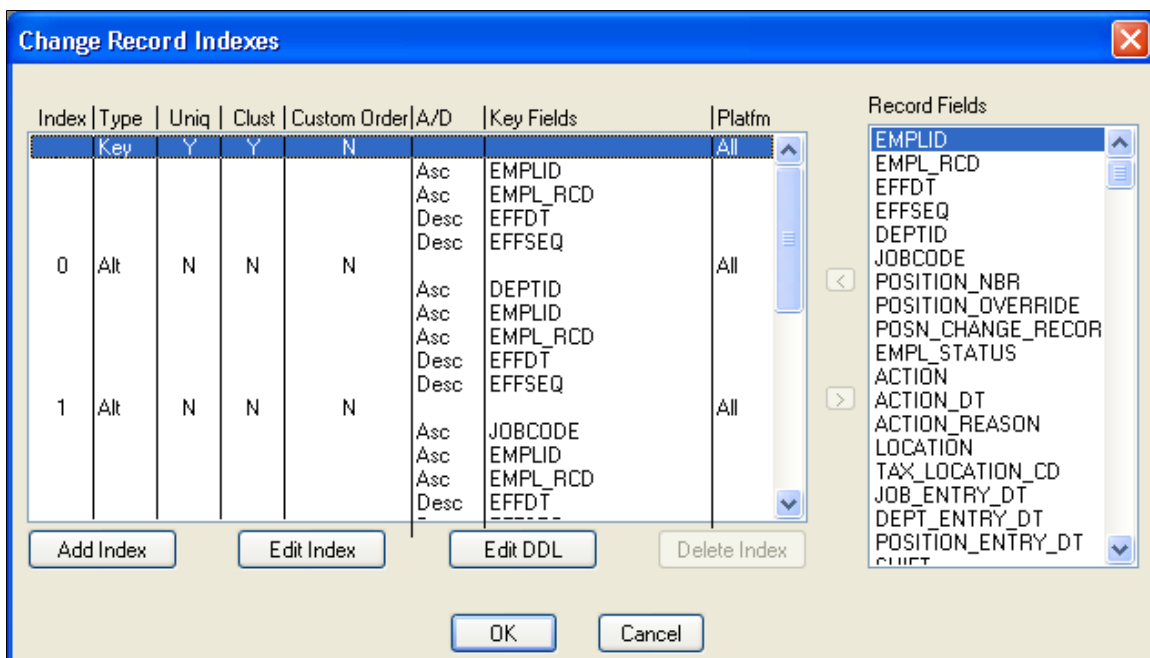 Change Record Indexes
Index Type Uniq Clust Custom Order A/D Key Fields Platfm
Key Y Y N All
Asc EMPLID
Asc EMPL_RCD
Desc EFFDT
Desc EFFSEQ
0 Alt N N N All
Asc DEPTID
Asc EMPLID
Asc EMPL_RCD
Desc EFFDT
Desc EFFSEQ
1 Alt N N N All
Asc JOBCODE
Asc EMPLID
Asc EMPL_RCD
Desc EFFDT
Record Fields
EMPLID
EMPL_RCD
EFFDT
EFFSEQ
DEPTID
JOBCODE
POSITION_NBR
POSITION_OVERRIDE
POSN_CHANGE_RECOR
EMPL_STATUS
ACTION
ACTION_DT
ACTION_REASON
LOCATION
TAX_LOCATION_CD
JOB_ENTRY_DT
DEPT_ENTRY_DT
POSITION_ENTRY_DT
<
>
Add Index Edit Index Edit DDL Delete Index
OK Cancel